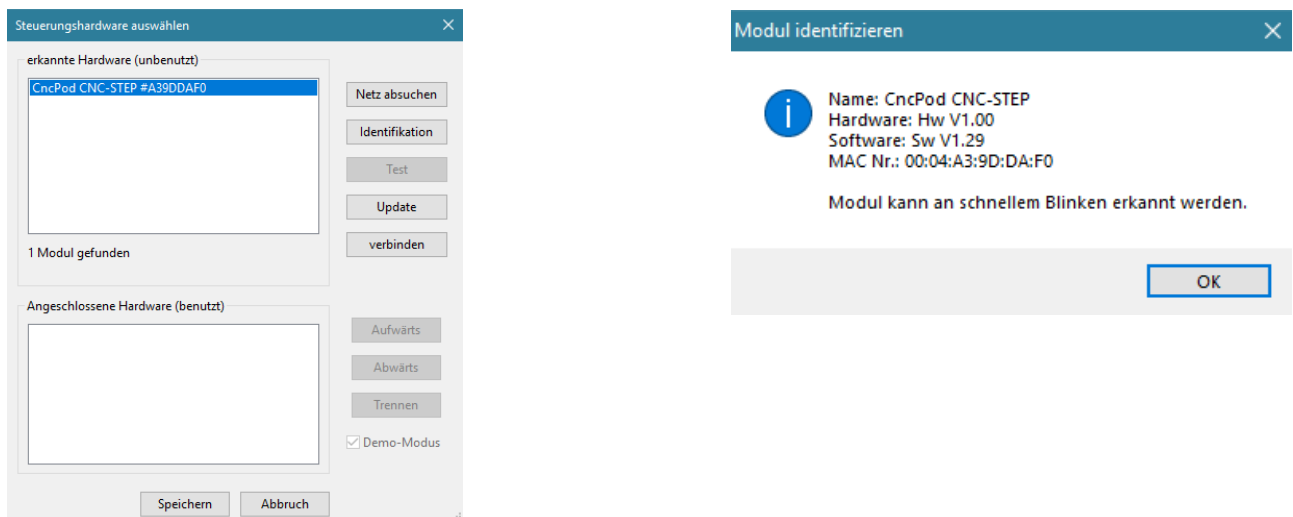 Steuerungshardware auswählen
erkannte Hardware (unbenutzt)
CncPod CNC-STEP #A39DDAF0
Netz absuchen
Identifikation
Test
Update
verbinden
1 Modul gefunden
Angeschlossene Hardware (benutzt)
Aufwärts
Abwärts
Trennen
Demo-Modus
Speichern
Abbruch
Modul identifizieren
Name: CncPod CNC-STEP
Hardware: Hw V1.00
Software: Sw V1.29
MAC Nr.: 00:04:A3:9D:DA:F0
Modul kann an schnellem Blinken erkannt werden.
OK